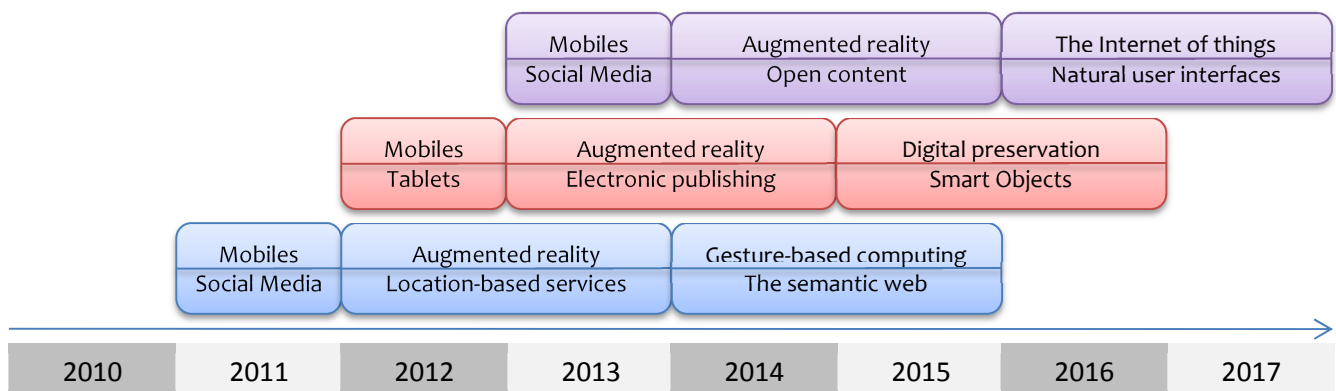 Mobiles
Social Media
Augmented reality
Open content
The Internet of things
Natural user interfaces
Mobiles
Tablets
Augmented reality
Electronic publishing
Digital preservation
Smart Objects
Mobiles
Social Media
Augmented reality
Location-based services
Gesture-based computing
The semantic web
2010 2011 2012 2013 2014 2015 2016 2017